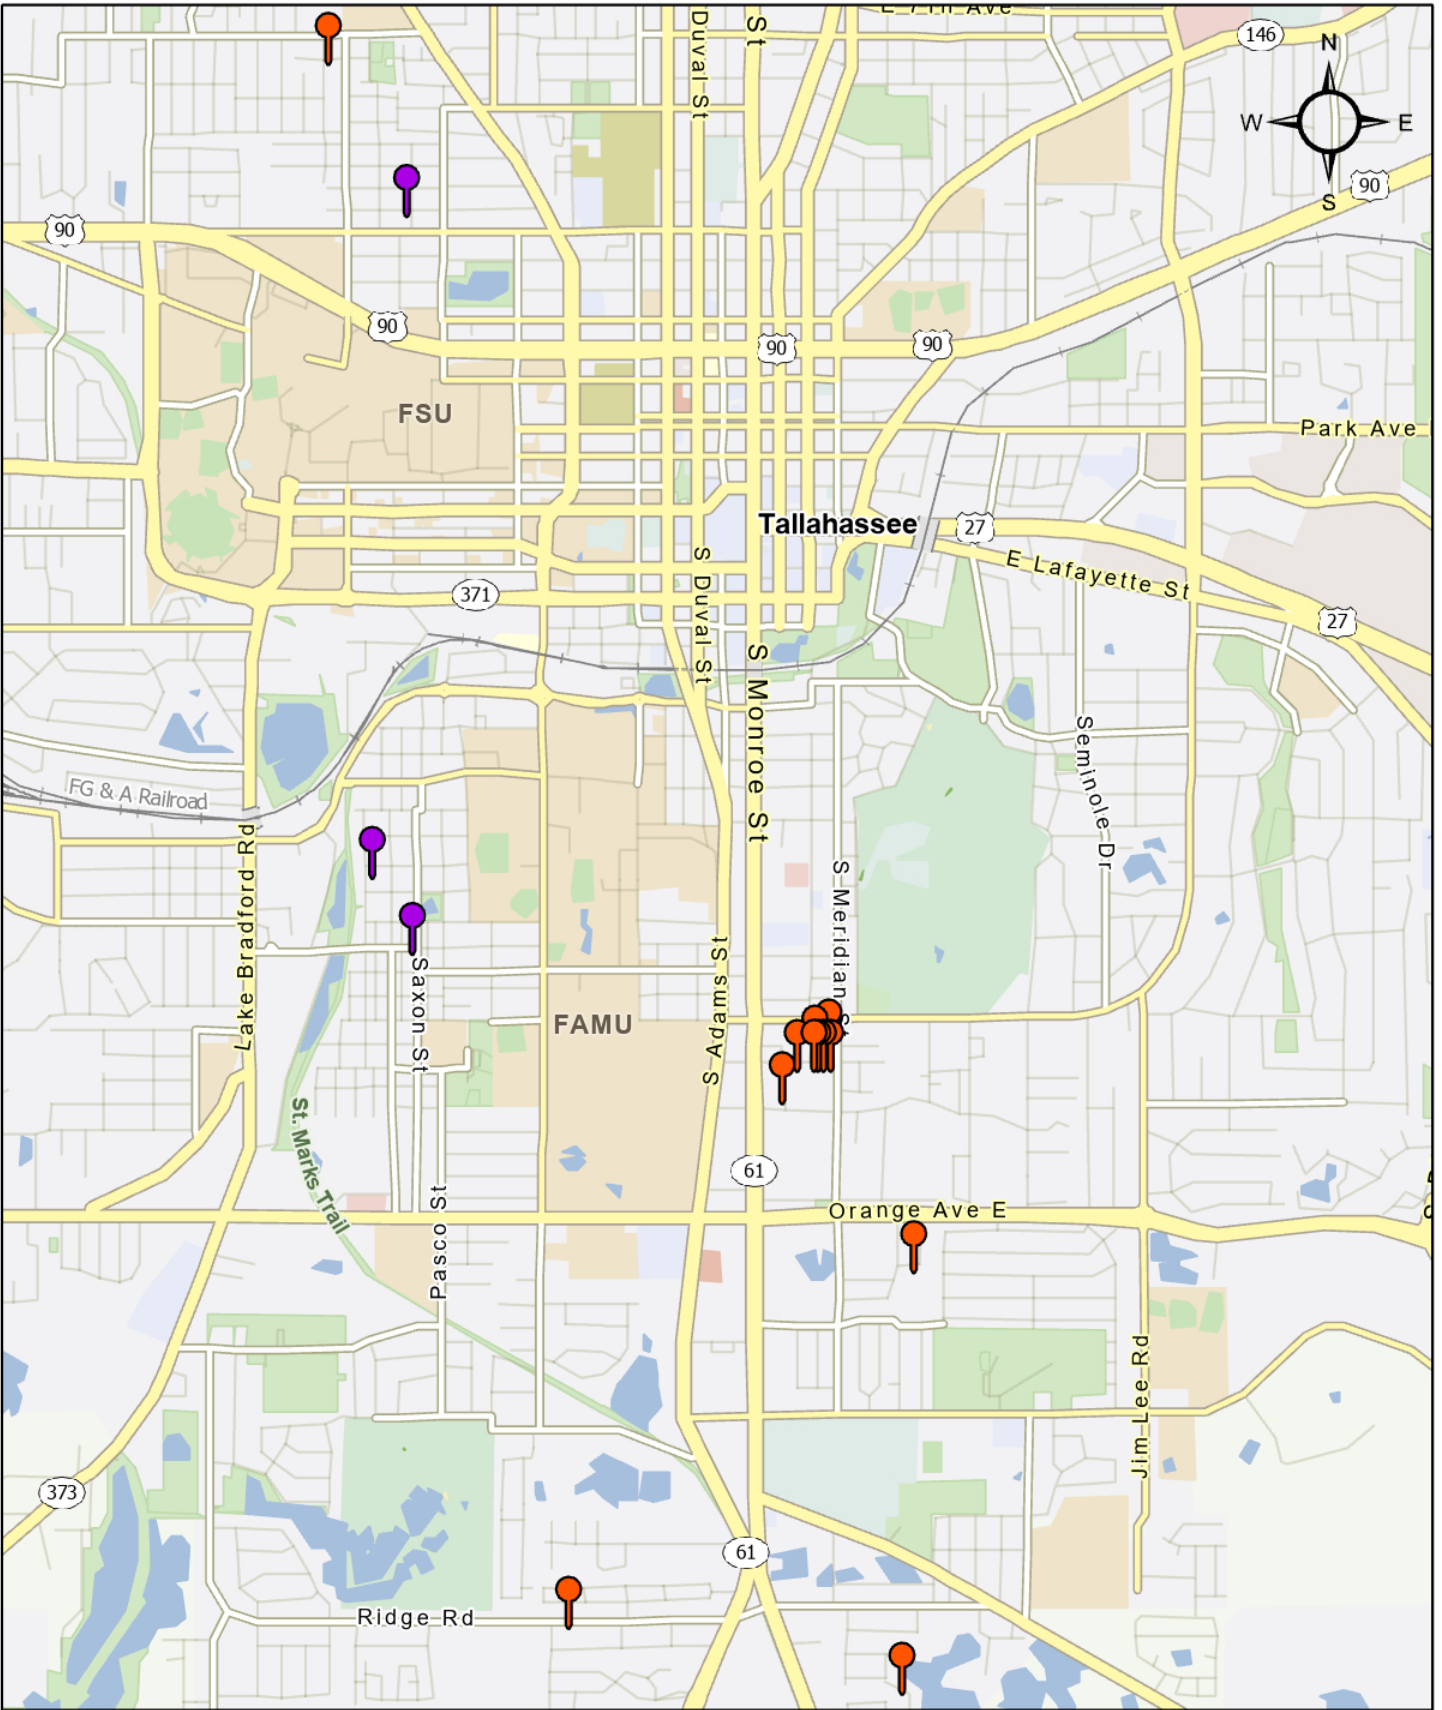 E 7th Ave
146
N
W E
S
Duval St
St
90
90
90
90
90
FSU
Park Ave
Tallahassee
27
E Lafayette St
371
S Duval St
27
S Monroe St
Seminole Dr
FG & A Railroad
Lake Bradford Rd
S Meridian
Saxon St
S Adams St
FAMU
St. Marks Trail
61
Pasco St
Orange Ave E
Jim Lee Rd
373
61
Ridge Rd